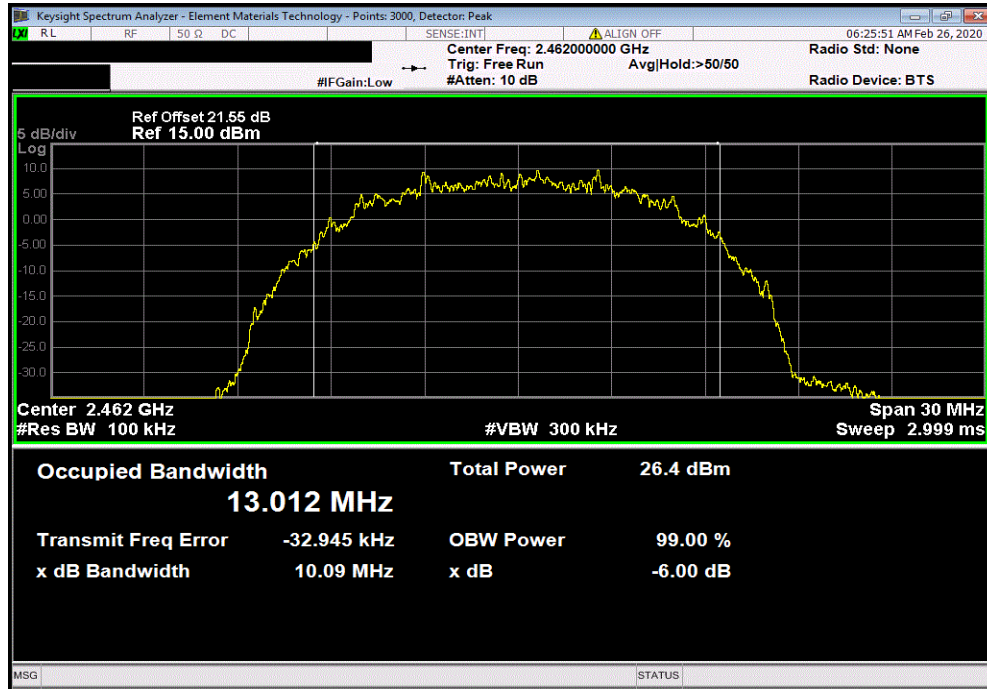 Keysight Spectrum Analyzer - Element Materials Technology - Points: 3000, Detector: Peak
LXI RL RF 50 Ω DC SENSE:INT ALIGN OFF 06:25:51 AM Feb 26, 2020
Center Freq: 2.462000000 GHz Radio Std: None
Trig: Free Run Avg|Hold:>50/50
#IFGain:Low #Atten: 10 dB Radio Device: BTS
Ref Offset 21.55 dB
5 dB/div Ref 15.00 dBm
Log
10.0
5.00
0.00
-5.00
-10.0
-15.0
-20.0
-25.0
-30.0
Center 2.462 GHz Span 30 MHz
#Res BW 100 kHz #VBW 300 kHz Sweep 2.999 ms
Occupied Bandwidth Total Power 26.4 dBm
13.012 MHz
Transmit Freq Error -32.945 kHz OBW Power 99.00 %
x dB Bandwidth 10.09 MHz x dB -6.00 dB
MSG STATUS